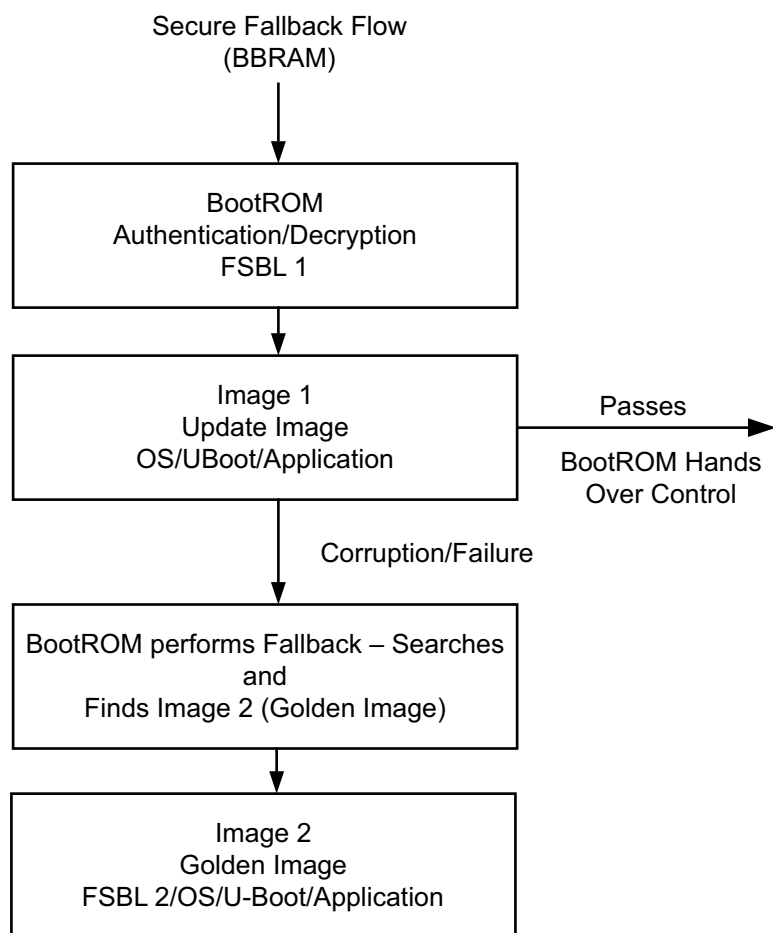 Secure Fallback Flow
(BBRAM)
BootROM
Authentication/Decryption
FSBL 1
Image 1
Update Image
OS/UBoot/Application
Passes
BootROM Hands
Over Control
Corruption/Failure
BootROM performs Fallback – Searches
and
Finds Image 2 (Golden Image)
Image 2
Golden Image
FSBL 2/OS/U-Boot/Application